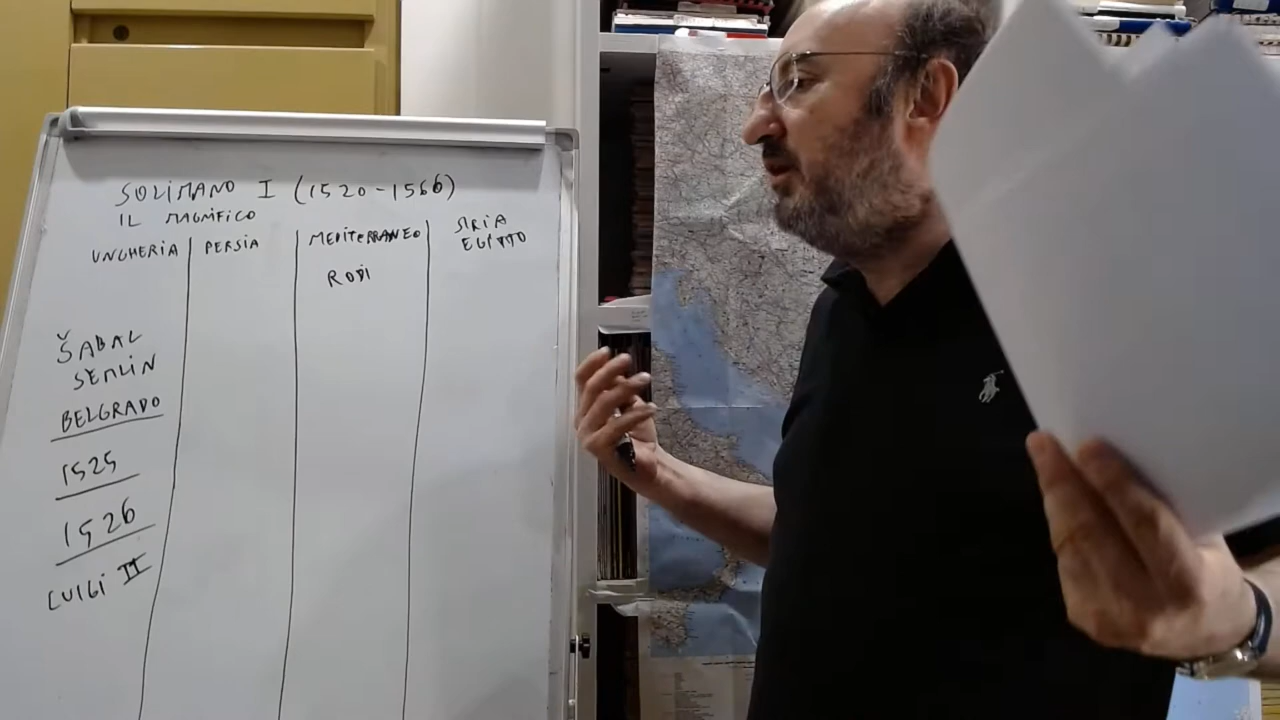 SOLIMANO I (1520-1566)
IL MAGNIFICO
UNGHERIA
PERSIA
MEDITERRANEO
SIRIA
EGITTO
RODI
ŠABAC
SEMLIN
BELGRADO
1525
1526
LUIGI II